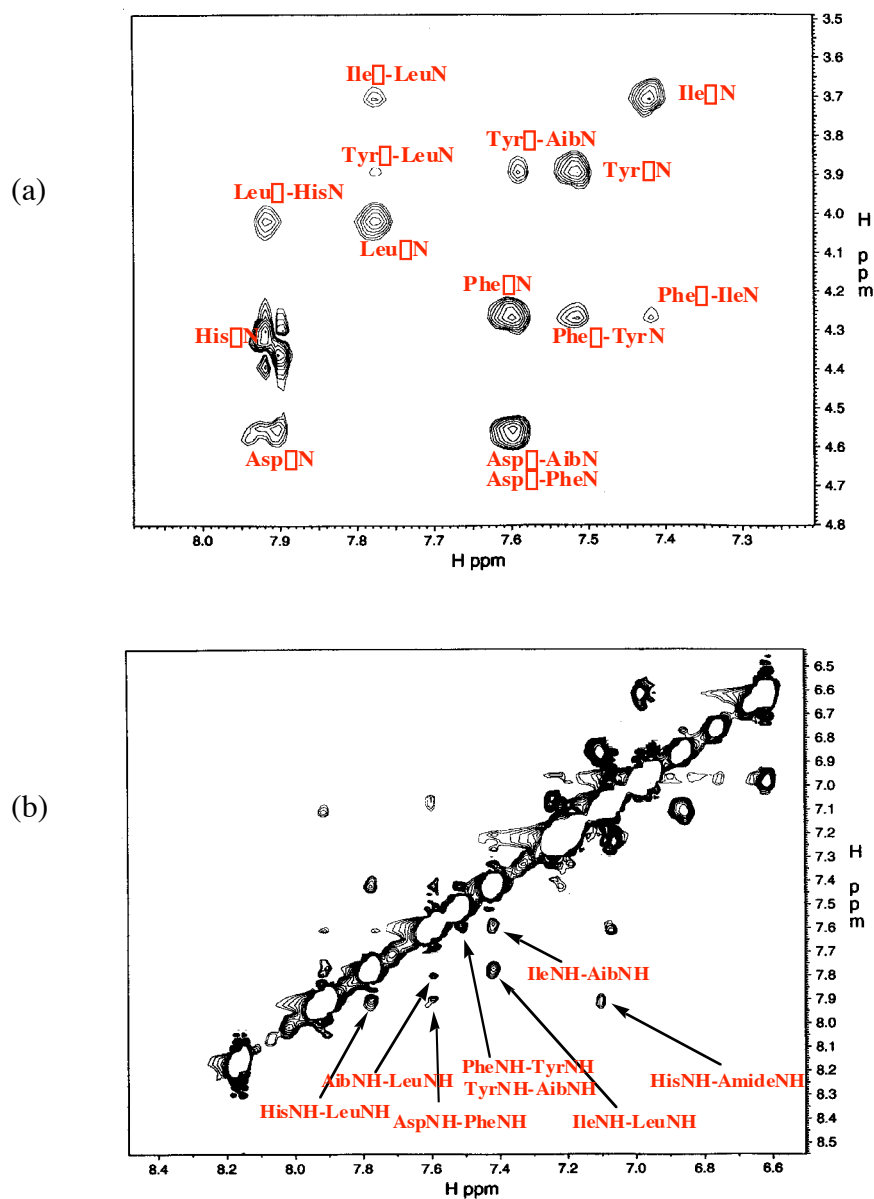 (a)
3.5
3.6
3.7
3.8
3.9
4.0
4.1
4.2
4.3
4.4
4.5
4.6
4.7
4.8
H ppm
Ile□-LeuN
Ile□N
Tyr□-AibN
Tyr□-LeuN
Tyr□N
Leu□-HisN
Leu□N
Phe□N
Phe□-IleN
His□N
Phe□-TyrN
Asp□N
Asp□-AibN
Asp□-PheN
8.0 7.9 7.8 7.7 7.6 7.5 7.4 7.3
H ppm
(b)
6.5
6.6
6.7
6.8
6.9
7.0
7.1
7.2
7.3
7.4
7.5
7.6
7.7
7.8
7.9
8.0
8.1
8.2
8.3
8.4
8.5
H ppm
IleNH-AibNH
PheNH-TyrNH
AibNH-LeuNH
TyrNH-AibNH
HisNH-AmideNH
HisNH-LeuNH
AspNH-PheNH
IleNH-LeuNH
8.4 8.2 8.0 7.8 7.6 7.4 7.2 7.0 6.8 6.6
H ppm